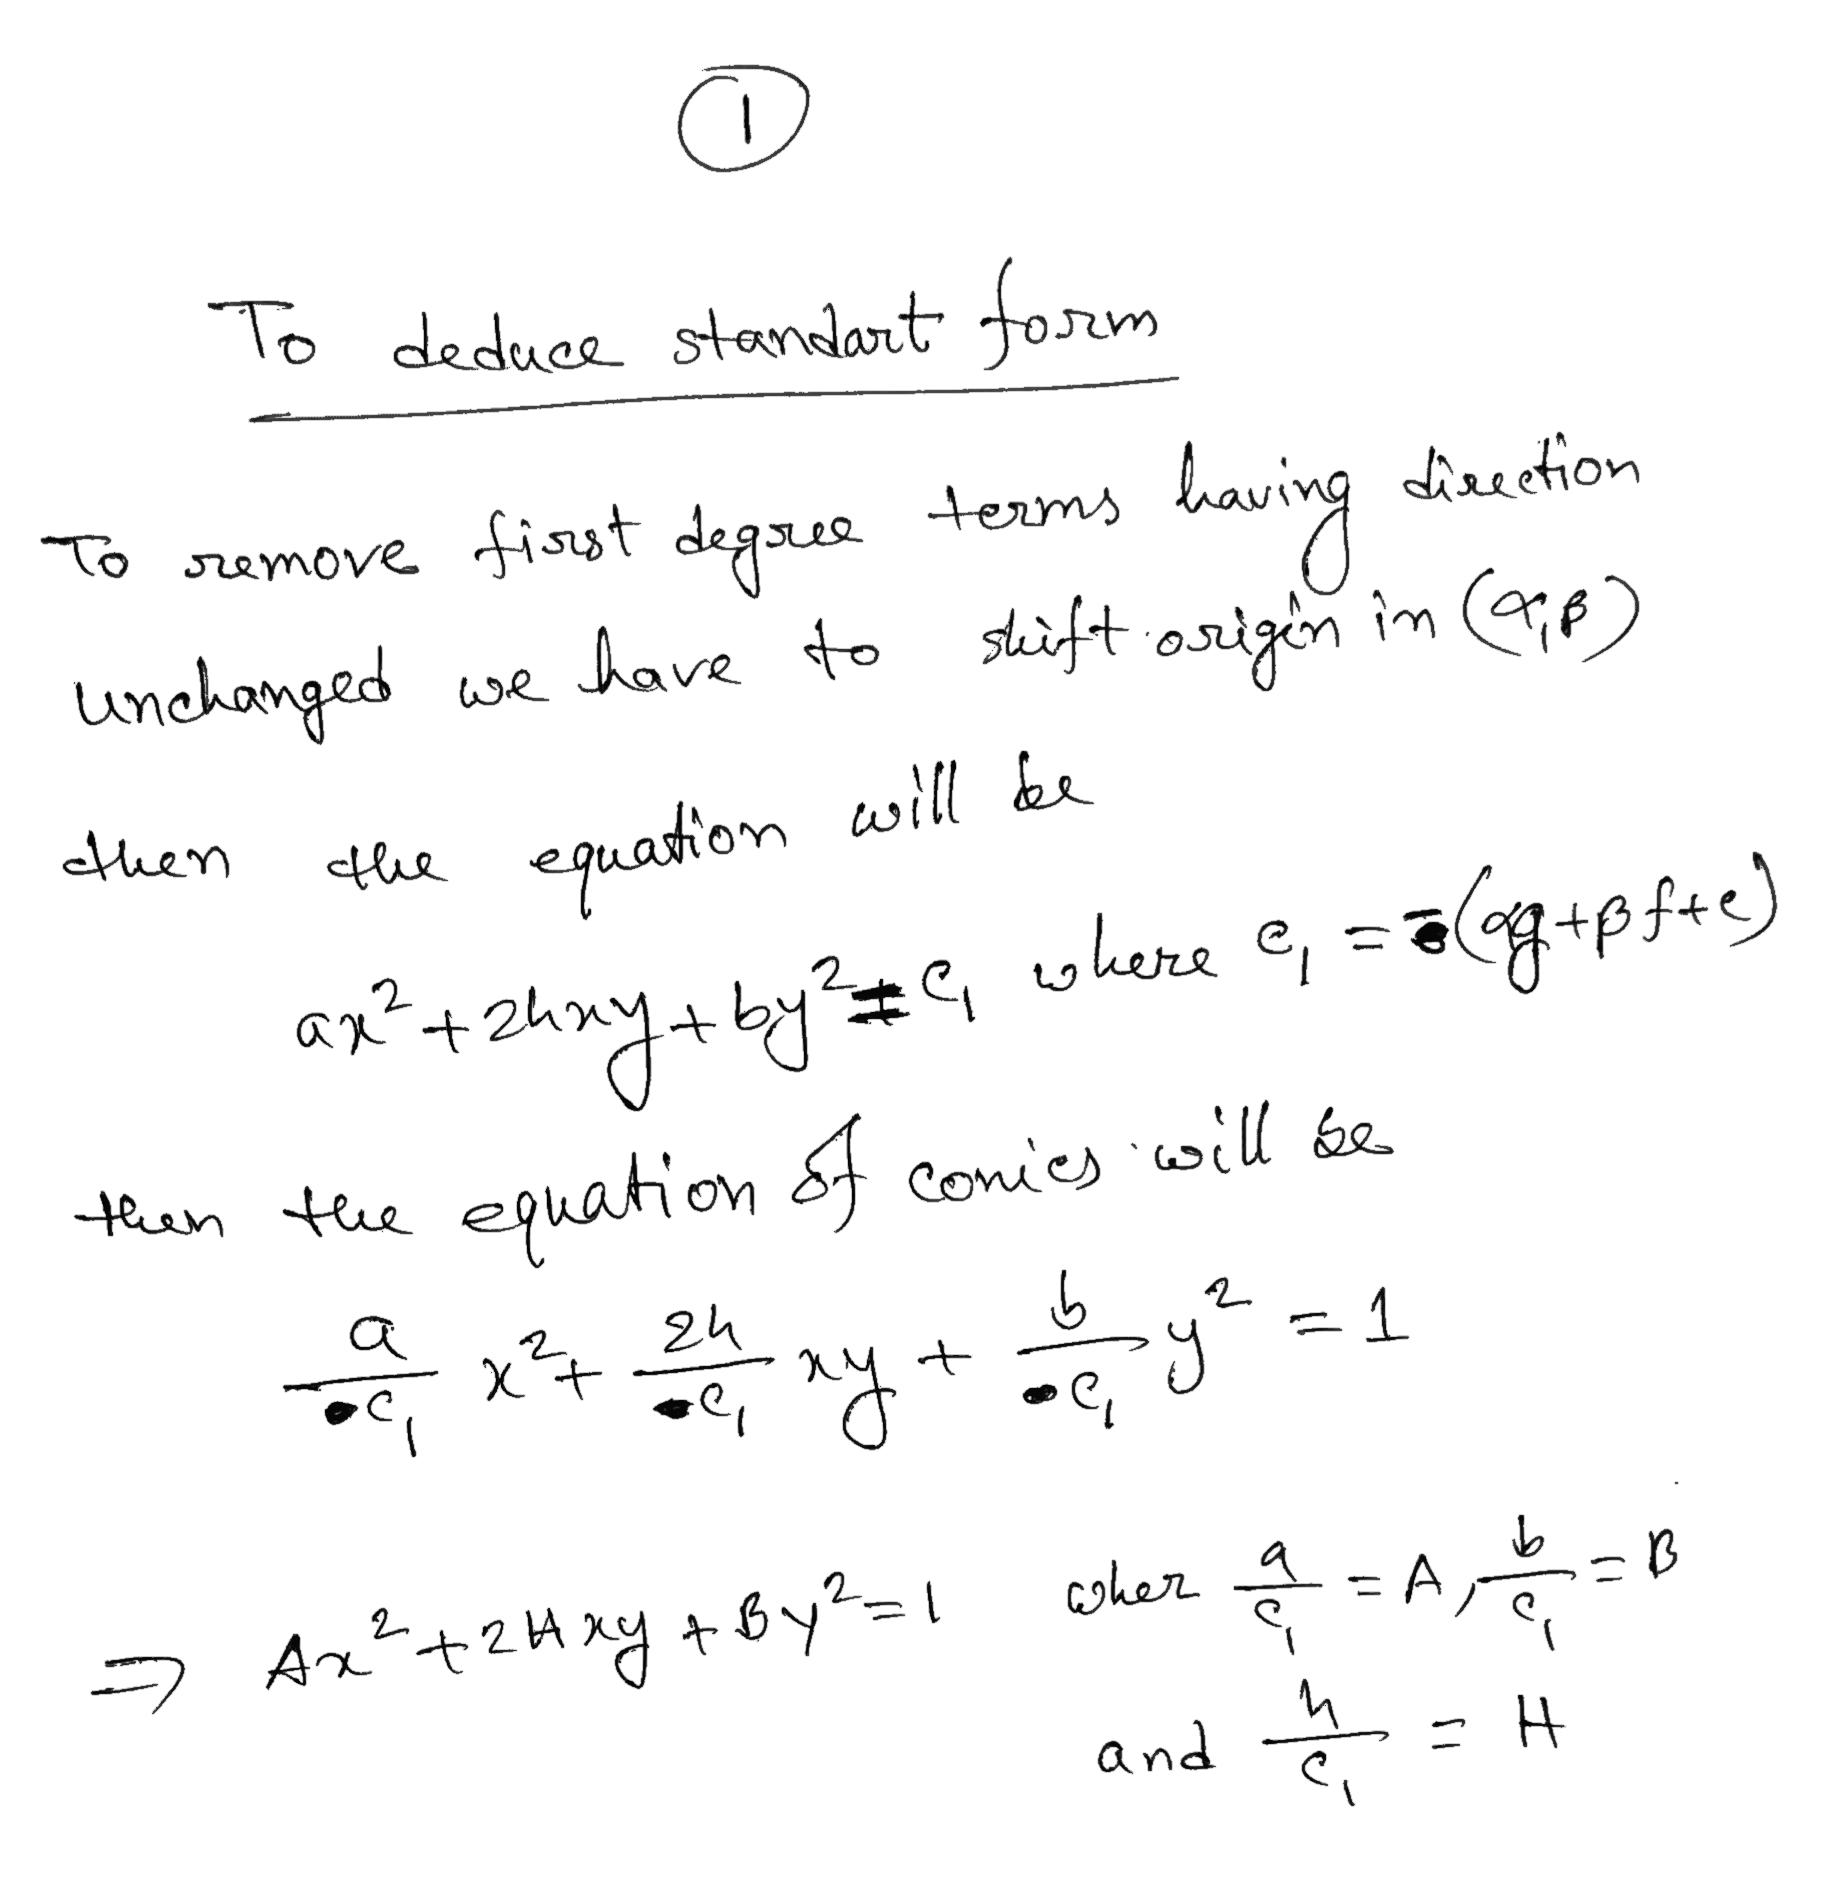 1
To deduce standart form
To remove first degree terms having direction
unchanged we have to shift origin in (α,β)
then the equation will be
ax² + 2hxy + by² = c₁ where c₁ = -(αg+βf+c)
then the equation of conics will be
a/c₁ x² + 2h/c₁ xy + b/c₁ y² = 1
⇒ Ax² + 2Hxy + By² = 1 wher a/c₁ = A, b/c₁ = B
and h/c₁ = H